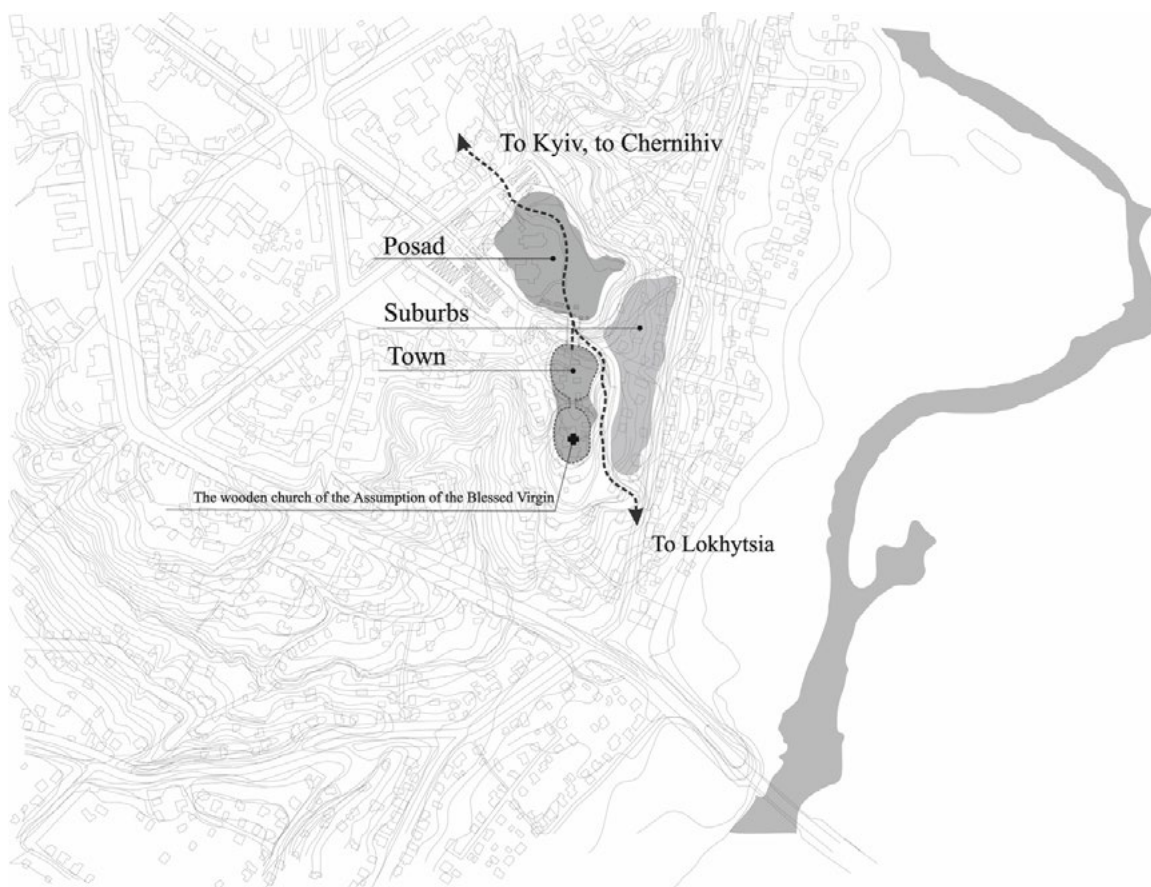 To Kyiv, to Chernihiv
Posad
Suburbs
Town
The wooden church of the Assumption of the Blessed Virgin
To Lokhytsia